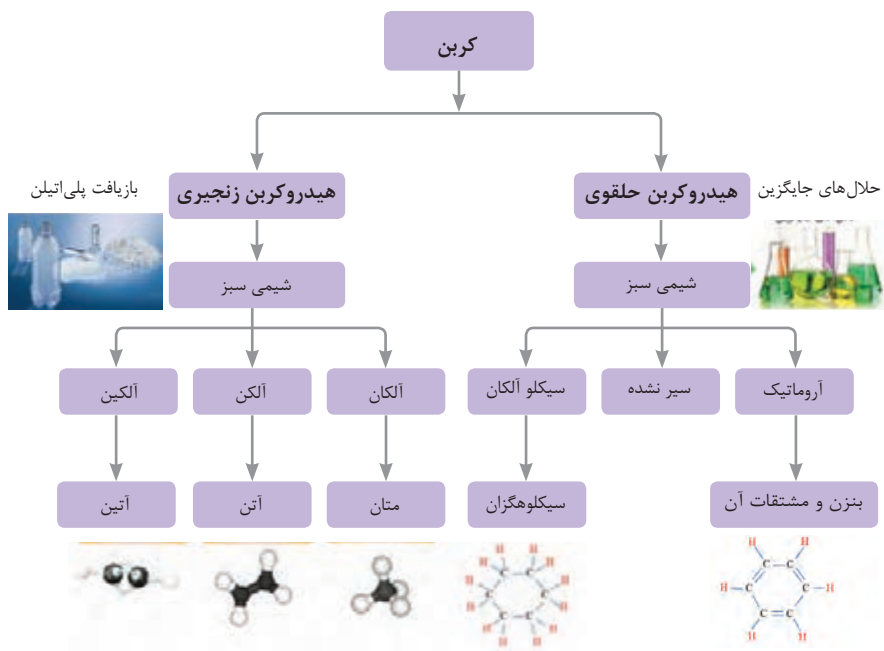 کربن
حلال‌های جایگزین
هیدروکربن حلقوی
هیدروکربن زنجیری
بازیافت پلی‌اتیلن
شیمی سبز
شیمی سبز
آروماتیک
سیر نشده
سیکلو آلکان
آلکان
آلکن
آلکین
بنزن و مشتقات آن
سیکلوهگزان
متان
آتن
آتین
H H H H
H C C H
H C C H
H C C H
H H H H
H H
C C
H C C H
C C
H H